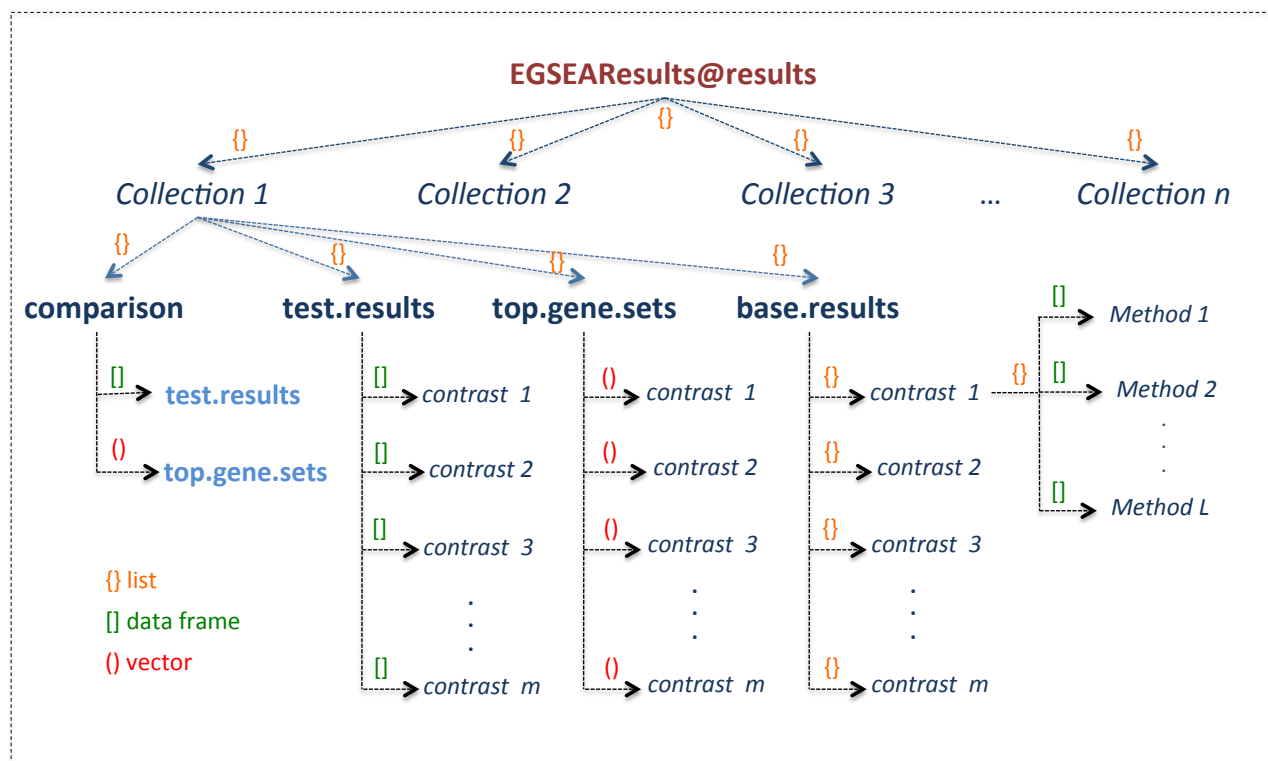 EGSEAResults@results
{}
{} {} {} {}
Collection 1 Collection 2 Collection 3 ... Collection n
{} {} {} {}
comparison test.results top.gene.sets base.results
[] test.results
() top.gene.sets
[] contrast 1
[] contrast 2
[] contrast 3
.
.
.
[] contrast m
() contrast 1
() contrast 2
() contrast 3
.
.
.
() contrast m
{} contrast 1
{} contrast 2
{} contrast 3
.
.
.
{} contrast m
{}
[] Method 1
[] Method 2
.
.
.
[] Method L
{} list
[] data frame
() vector